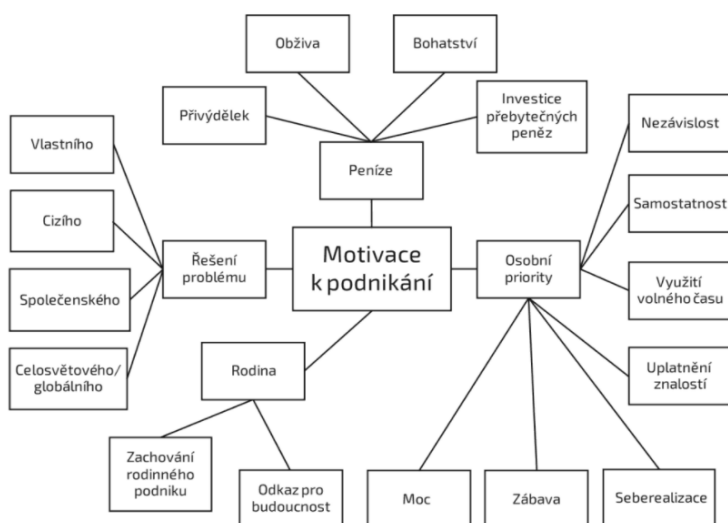 Obživa
Bohatství
Přivýdělek
Investice
přebytečných
peněz
Nezávislost
Vlastního
Peníze
Samostatnost
Cizího
Řešení
problému
Motivace
k podnikání
Osobní
priority
Společenského
Využití
volného času
Celosvětového/
globálního
Rodina
Uplatnění
znalostí
Zachování
rodinného
podniku
Odkaz pro
budoucnost
Moc
Zábava
Seberealizace